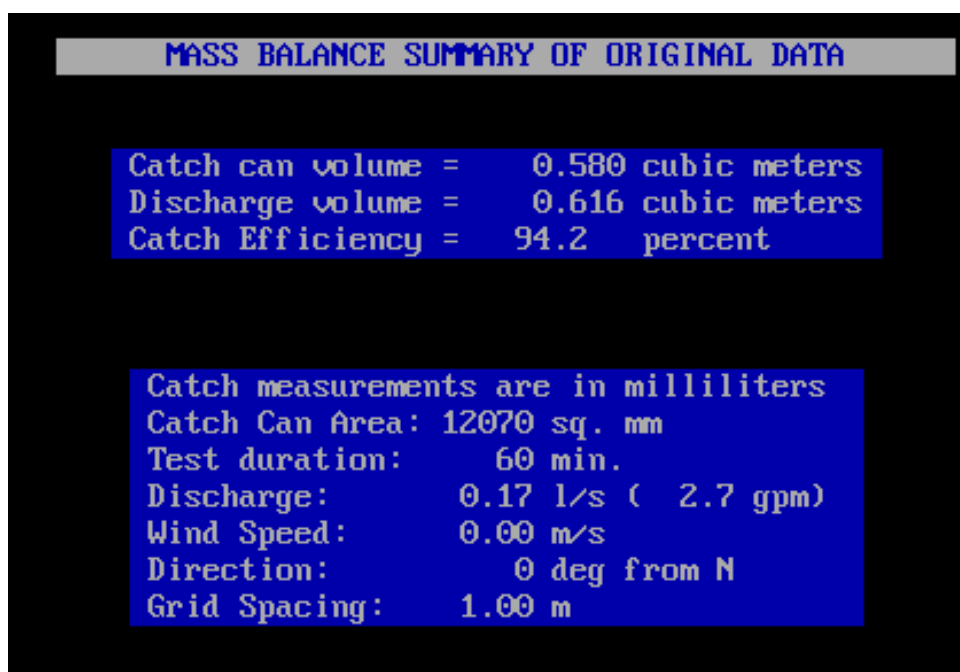 MASS BALANCE SUMMARY OF ORIGINAL DATA
Catch can volume = 0.580 cubic meters
Discharge volume = 0.616 cubic meters
Catch Efficiency = 94.2 percent
Catch measurements are in milliliters
Catch Can Area: 12070 sq. mm
Test duration: 60 min.
Discharge: 0.17 l/s ( 2.7 gpm)
Wind Speed: 0.00 m/s
Direction: 0 deg from N
Grid Spacing: 1.00 m